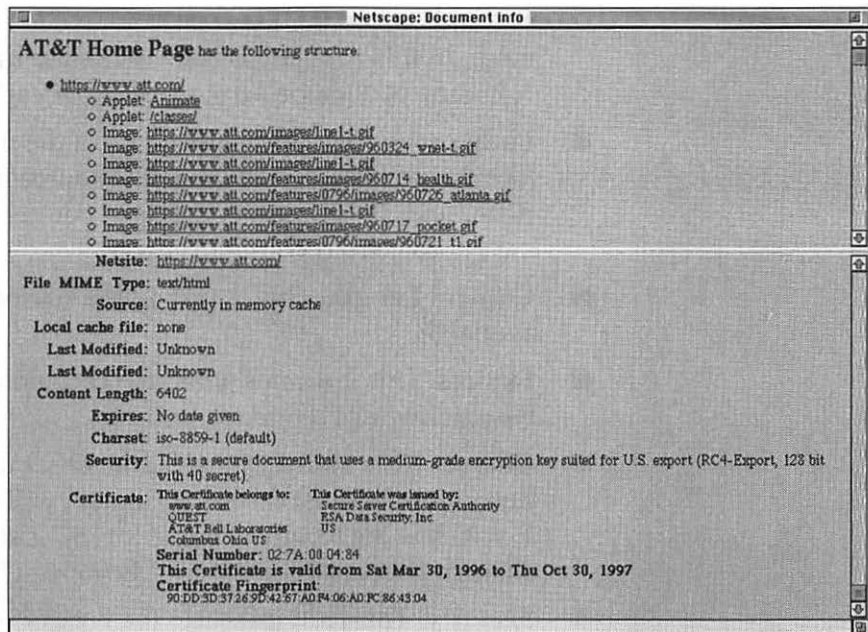 Netscape: Document info
AT&T Home Page has the following structure:
https://www.att.com/
Applet: Animate
Applet: /classes/
Image: https://www.att.com/images/line1-t.gif
Image: https://www.att.com/features/images/960324_wnet-t.gif
Image: https://www.att.com/images/line1-t.gif
Image: https://www.att.com/features/images/960714_health.gif
Image: https://www.att.com/features/0796/images/960726_atlanta.gif
Image: https://www.att.com/images/line1-t.gif
Image: https://www.att.com/features/images/960717_pocket.gif
Image: https://www.att.com/features/0796/images/960721_t1.gif
Netsite: https://www.att.com/
File MIME Type: text/html
Source: Currently in memory cache
Local cache file: none
Last Modified: Unknown
Last Modified: Unknown
Content Length: 6402
Expires: No date given
Charset: iso-8859-1 (default)
Security: This is a secure document that uses a medium-grade encryption key suited for U.S. export (RC4-Export, 128 bit
with 40 secret).
Certificate: This Certificate belongs to: This Certificate was issued by:
www.att.com Secure Server Certification Authority
QUEST RSA Data Security, Inc.
AT&T Bell Laboratories US
Columbus Ohio, US
Serial Number: 02:7A:00:04:84
This Certificate is valid from Sat Mar 30, 1996 to Thu Oct 30, 1997
Certificate Fingerprint:
90:DD:3D:37:26:9D:42:67:A0:F4:06:A0:FC:86:43:04